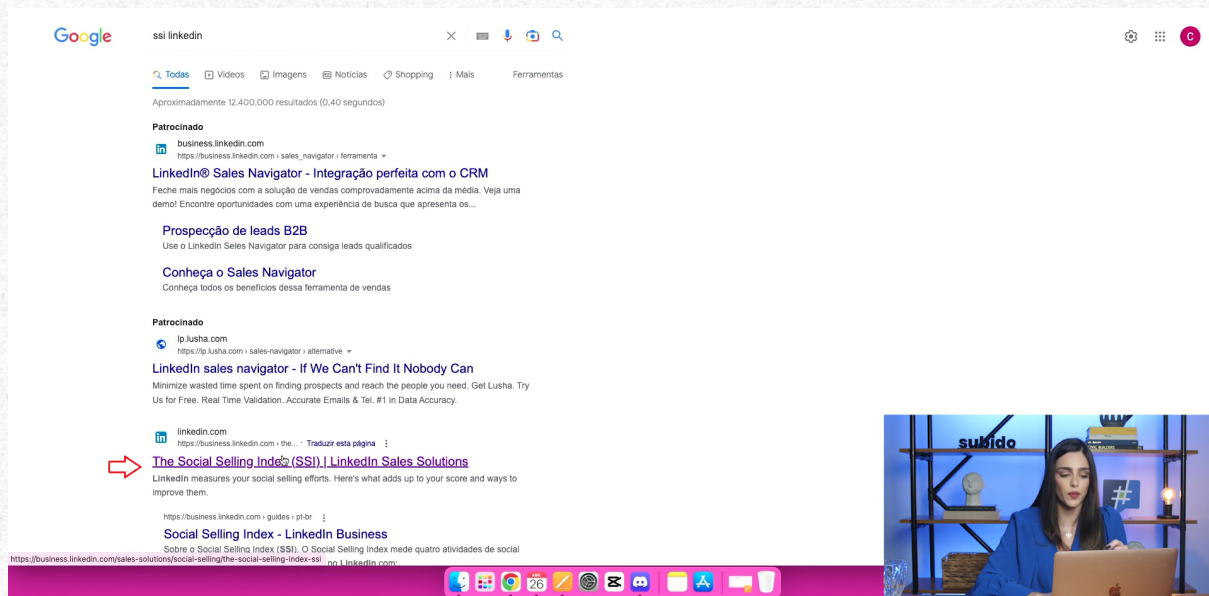 Google
ssi linkedin
C
Todas Vídeos Imagens Notícias Shopping Mais Ferramentas
Aproximadamente 12.400.000 resultados (0,40 segundos)
Patrocinado
business.linkedin.com
https://business.linkedin.com › sales_navigator › ferramenta
LinkedIn® Sales Navigator - Integração perfeita com o CRM
Feche mais negócios com a solução de vendas comprovadamente acima da média. Veja uma
demo! Encontre oportunidades com uma experiência de busca que apresenta os...
Prospecção de leads B2B
Use o LinkedIn Seles Navigator para consiga leads qualificados
Conheça o Sales Navigator
Conheça todos os benefícios dessa ferramenta de vendas
Patrocinado
lp.lusha.com
https://lp.lusha.com › sales-navigator › alternative
LinkedIn sales navigator - If We Can't Find It Nobody Can
Minimize wasted time spent on finding prospects and reach the people you need. Get Lusha. Try
Us for Free. Real Time Validation. Accurate Emails & Tel. #1 in Data Accuracy.
linkedin.com
https://business.linkedin.com › the... · Traduzir esta página
The Social Selling Index (SSI) | LinkedIn Sales Solutions
LinkedIn measures your social selling efforts. Here's what adds up to your score and ways to
improve them.
https://business.linkedin.com › guides › pt-br
Social Selling Index - LinkedIn Business
Sobre o Social Selling Index (SSI). O Social Selling Index mede quatro atividades de social
no LinkedIn.com:
https://business.linkedin.com/sales-solutions/social-selling/the-social-selling-index-ssi
subido
#
26